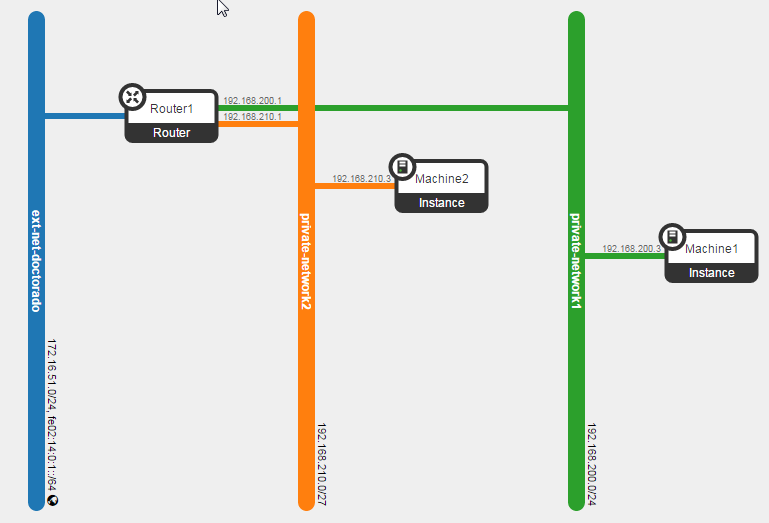 Router1
Router
192.168.200.1
192.168.210.1
192.168.210.3
Machine2
Instance
192.168.200.3
Machine1
Instance
ext-net-doctorado
172.16.51.0/24, fe02:14:0:1::/64
private-network2
192.168.210.0/27
private-network1
192.168.200.0/24